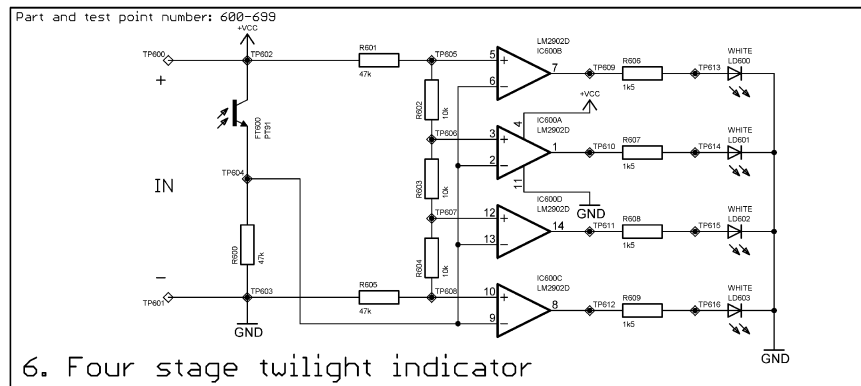 Part and test point number: 600-699
+VCC
TP600
TP602
R601
47k
TP605
LM2902D
IC600B
5
+
6
−
7
TP609
R606
1k5
TP613
WHITE
LD600
+
FT600
PT91
R602
10k
+VCC
TP606
IC600A
LM2902D
3
+
2
−
4
11
1
TP610
R607
1k5
TP614
WHITE
LD601
IN
TP604
R603
10k
GND
TP607
IC600D
LM2902D
12
+
13
−
14
TP611
R608
1k5
TP615
WHITE
LD602
R600
47k
R604
10k
−
TP601
TP603
R605
47k
TP608
IC600C
LM2902D
10
+
9
−
8
TP612
R609
1k5
TP616
WHITE
LD603
GND
GND
6. Four stage twilight indicator